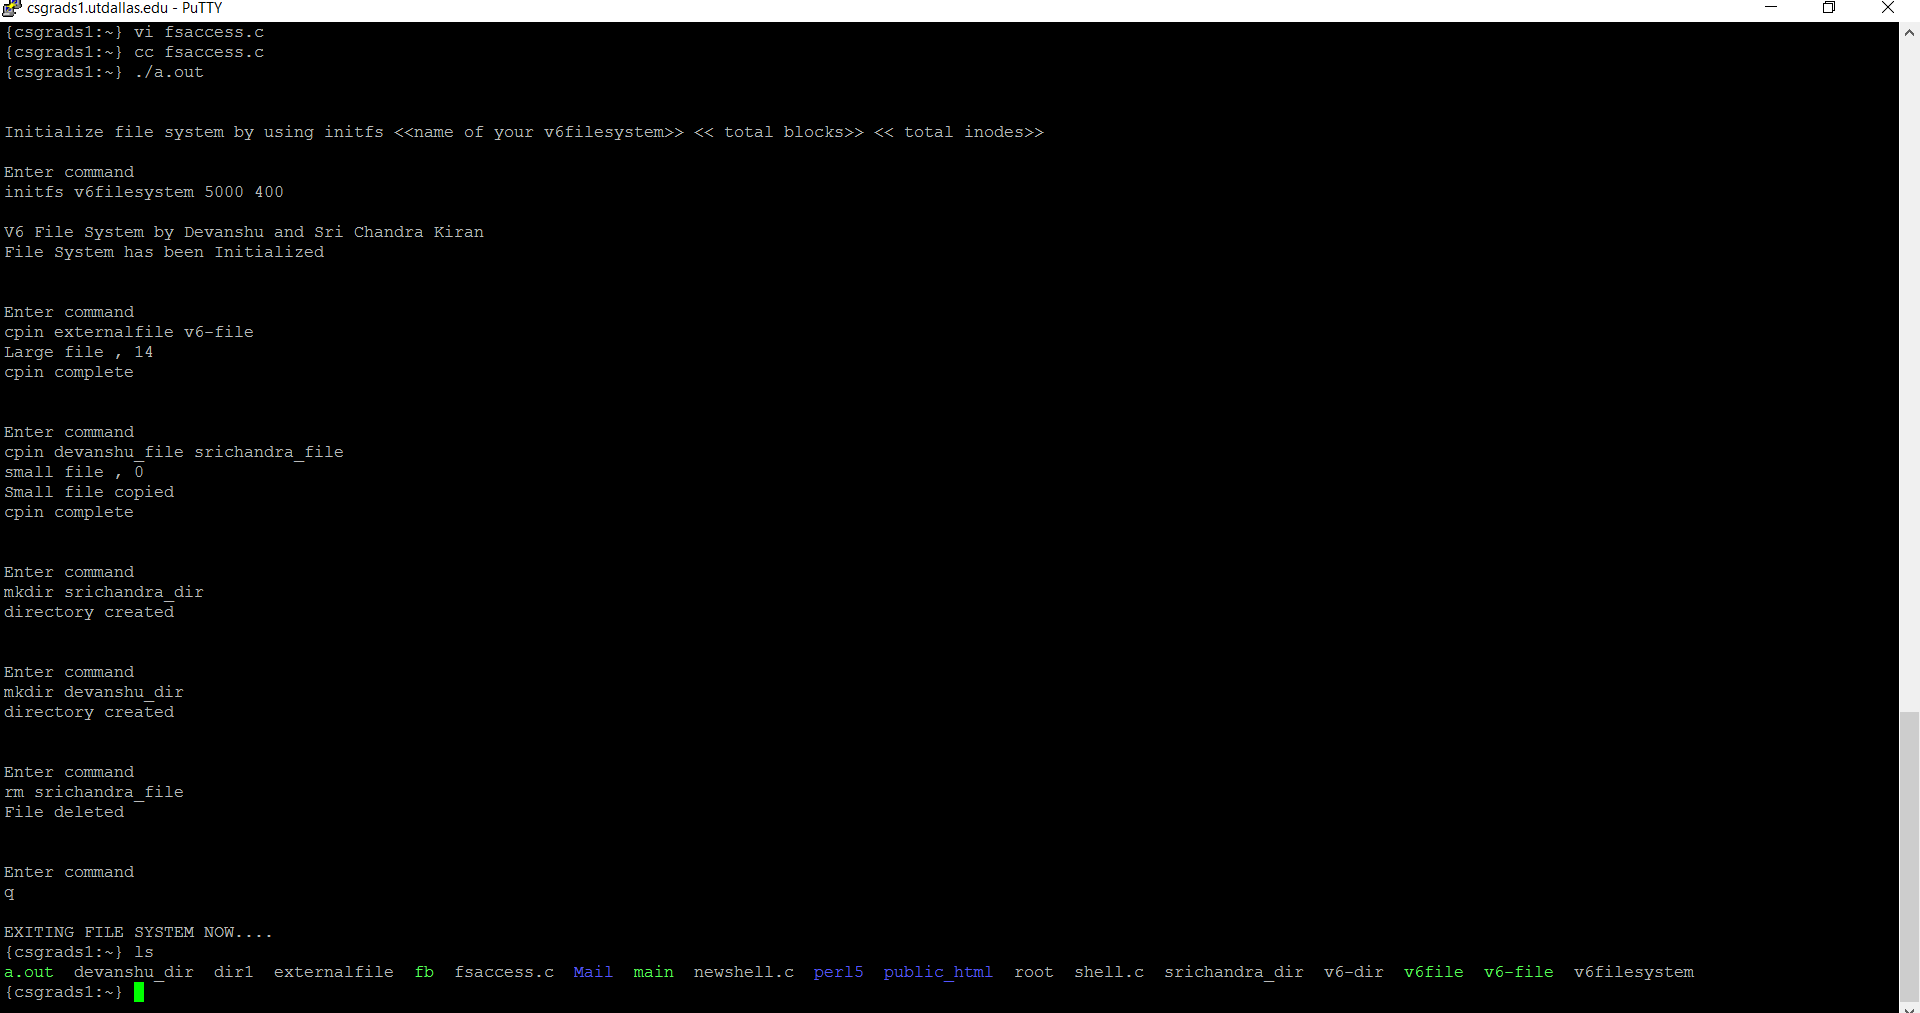 csgrads1.utdallas.edu - PuTTY
{csgrads1:~} vi fsaccess.c
{csgrads1:~} cc fsaccess.c
{csgrads1:~} ./a.out
Initialize file system by using initfs <<name of your v6filesystem>> << total blocks>> << total inodes>>
Enter command
initfs v6filesystem 5000 400
V6 File System by Devanshu and Sri Chandra Kiran
File System has been Initialized
Enter command
cpin externalfile v6-file
Large file , 14
cpin complete
Enter command
cpin devanshu_file srichandra_file
small file , 0
Small file copied
cpin complete
Enter command
mkdir srichandra_dir
directory created
Enter command
mkdir devanshu_dir
directory created
Enter command
rm srichandra_file
File deleted
Enter command
q
EXITING FILE SYSTEM NOW....
{csgrads1:~} ls
a.out devanshu_dir dir1 externalfile fb fsaccess.c Mail main newshell.c perl5 public_html root shell.c srichandra_dir v6-dir v6file v6-file v6filesystem
{csgrads1:~}